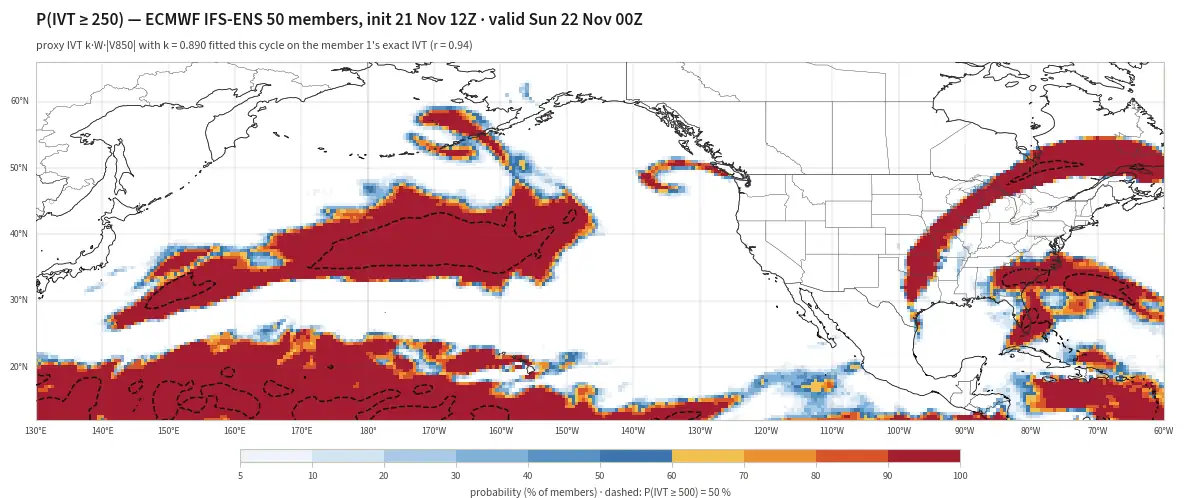 P(IVT ≥ 250) — ECMWF IFS-ENS 50 members, init 21 Nov 12Z · valid Sun 22 Nov 00Z
proxy IVT k·W·|V850| with k = 0.890 fitted this cycle on the member 1's exact IVT (r = 0.94)
60°N
50°N
40°N
30°N
20°N
130°E 140°E 150°E 160°E 170°E 180° 170°W 160°W 150°W 140°W 130°W 120°W 110°W 100°W 90°W 80°W 70°W 60°W
5 10 20 30 40 50 60 70 80 90 100
probability (% of members) · dashed: P(IVT ≥ 500) = 50 %